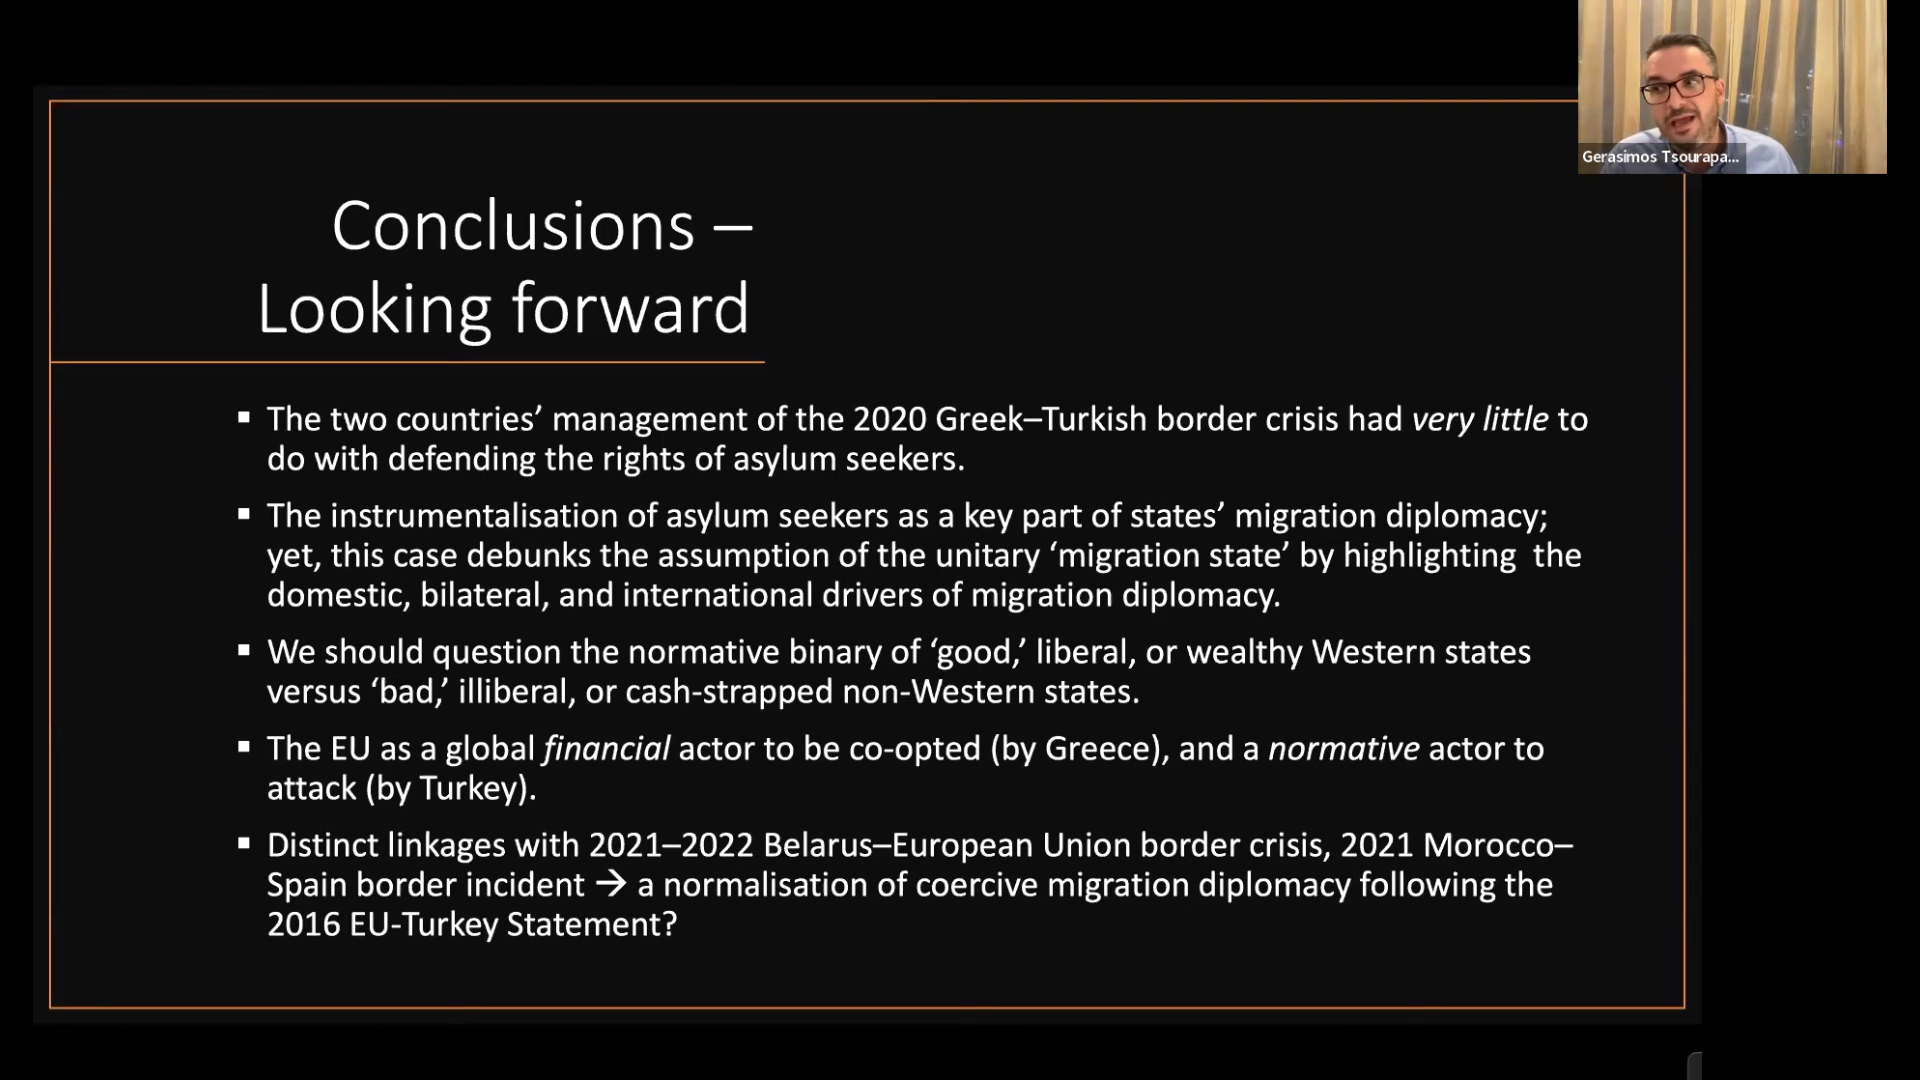 Gerasimos Tsourapa...
Conclusions –
Looking forward
▪ The two countries’ management of the 2020 Greek–Turkish border crisis had very little to
do with defending the rights of asylum seekers.
▪ The instrumentalisation of asylum seekers as a key part of states’ migration diplomacy;
yet, this case debunks the assumption of the unitary ‘migration state’ by highlighting  the
domestic, bilateral, and international drivers of migration diplomacy.
▪ We should question the normative binary of ‘good,’ liberal, or wealthy Western states
versus ‘bad,’ illiberal, or cash-strapped non-Western states.
▪ The EU as a global financial actor to be co-opted (by Greece), and a normative actor to
attack (by Turkey).
▪ Distinct linkages with 2021–2022 Belarus–European Union border crisis, 2021 Morocco–
Spain border incident → a normalisation of coercive migration diplomacy following the
2016 EU-Turkey Statement?